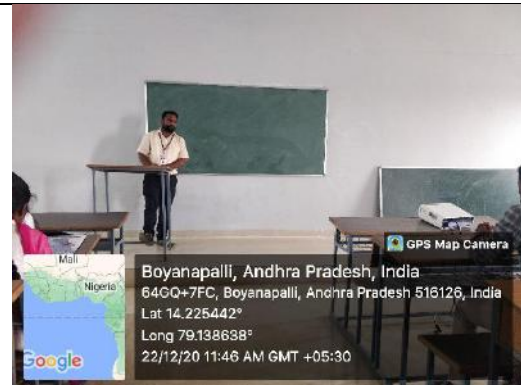 GPS Map Camera
Mali
Nigeria
Google
Boyanapalli, Andhra Pradesh, India
64GQ+7FC, Boyanapalli, Andhra Pradesh 516126, India
Lat 14.225442°
Long 79.138638°
22/12/20 11:46 AM GMT +05:30